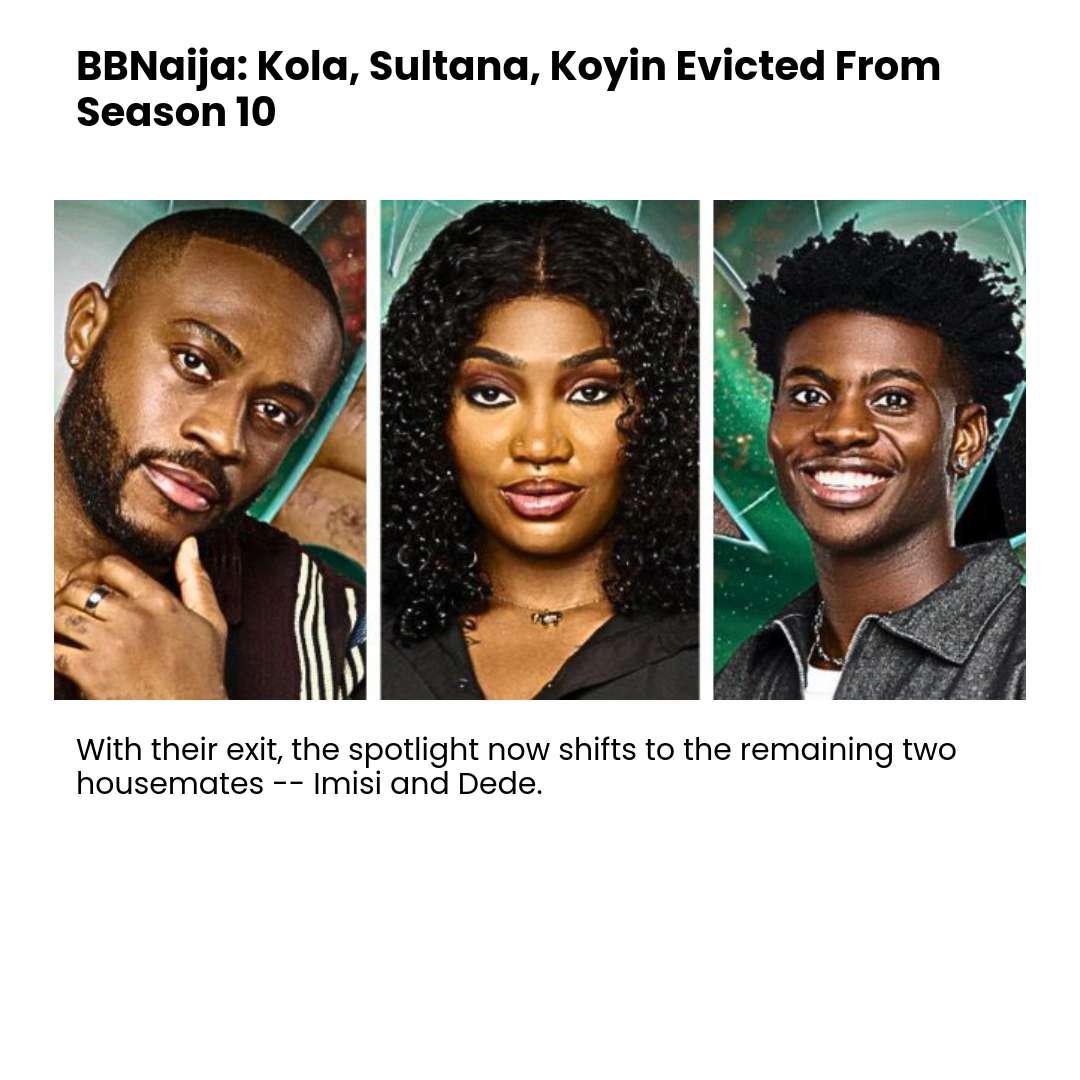 BBNaija: Kola, Sultana, Koyin Evicted From
Season 10
With their exit, the spotlight now shifts to the remaining two
housemates -- Imisi and Dede.